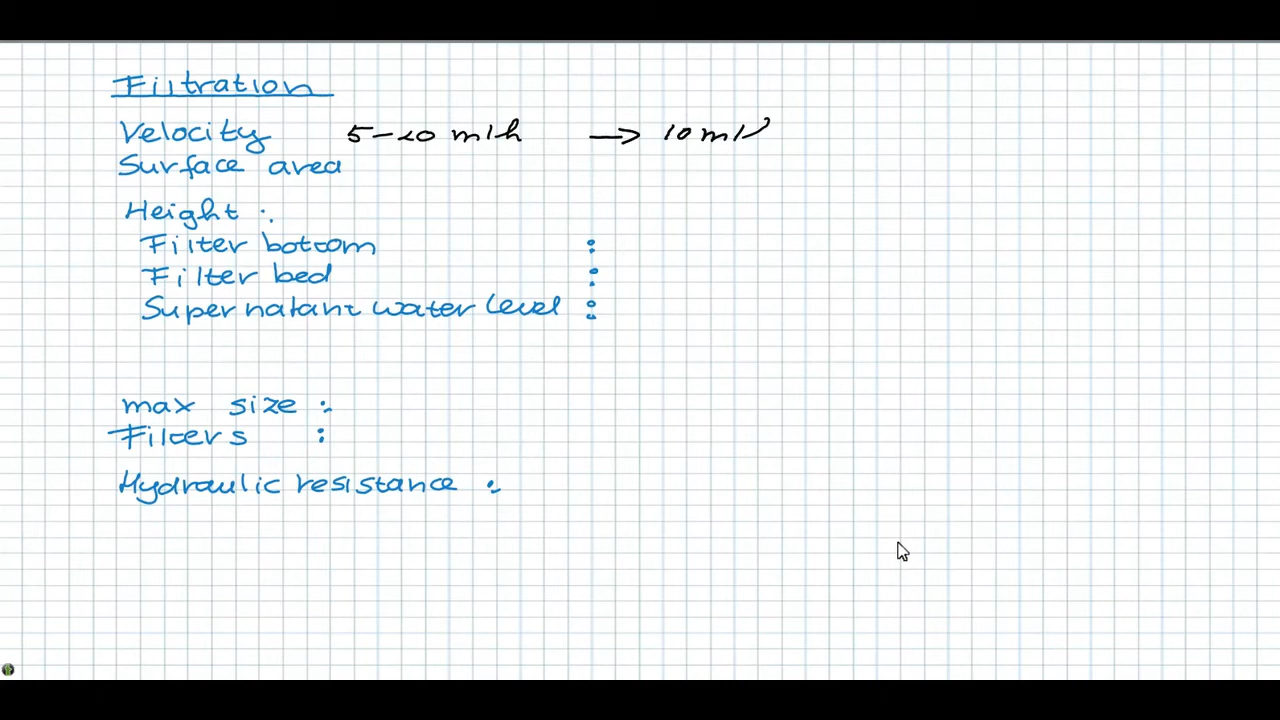 Filtration
Velocity 5-20 m/h → 10 m/
Surface area
Height :
Filter bottom :
Filter bed :
Supernatant water level :
max size :
Filters :
Hydraulic resistance :